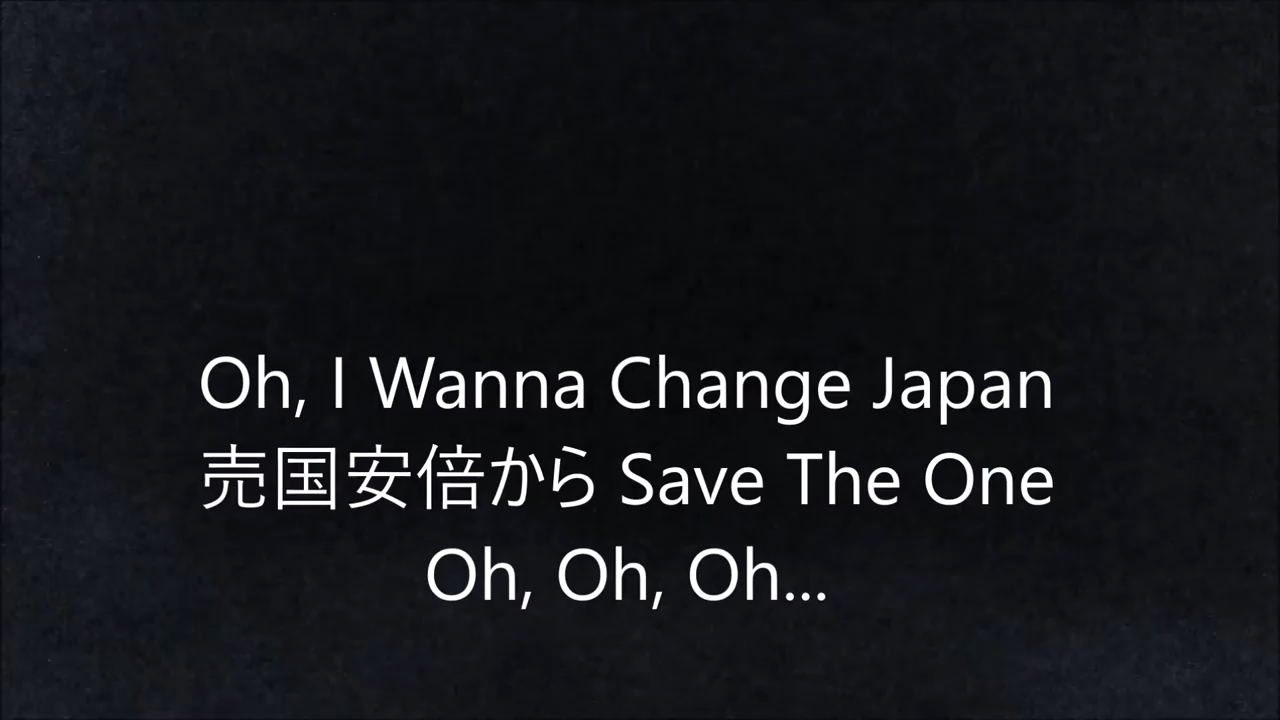 Oh, I Wanna Change Japan
売国安倍から Save The One
Oh, Oh, Oh...